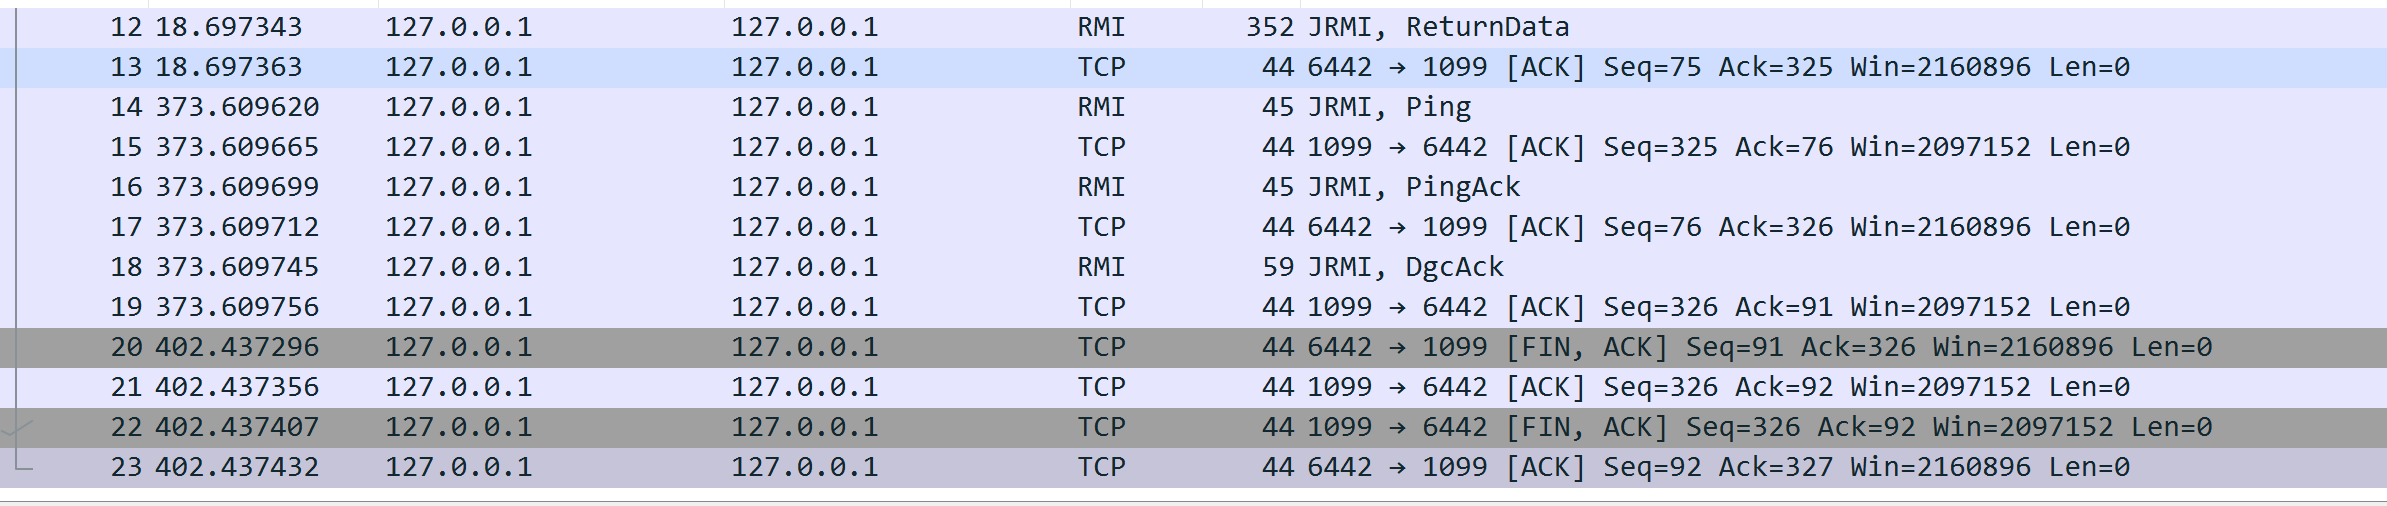 12 18.697343 127.0.0.1 127.0.0.1 RMI 352 JRMI, ReturnData
13 18.697363 127.0.0.1 127.0.0.1 TCP 44 6442 → 1099 [ACK] Seq=75 Ack=325 Win=2160896 Len=0
14 373.609620 127.0.0.1 127.0.0.1 RMI 45 JRMI, Ping
15 373.609665 127.0.0.1 127.0.0.1 TCP 44 1099 → 6442 [ACK] Seq=325 Ack=76 Win=2097152 Len=0
16 373.609699 127.0.0.1 127.0.0.1 RMI 45 JRMI, PingAck
17 373.609712 127.0.0.1 127.0.0.1 TCP 44 6442 → 1099 [ACK] Seq=76 Ack=326 Win=2160896 Len=0
18 373.609745 127.0.0.1 127.0.0.1 RMI 59 JRMI, DgcAck
19 373.609756 127.0.0.1 127.0.0.1 TCP 44 1099 → 6442 [ACK] Seq=326 Ack=91 Win=2097152 Len=0
20 402.437296 127.0.0.1 127.0.0.1 TCP 44 6442 → 1099 [FIN, ACK] Seq=91 Ack=326 Win=2160896 Len=0
21 402.437356 127.0.0.1 127.0.0.1 TCP 44 1099 → 6442 [ACK] Seq=326 Ack=92 Win=2097152 Len=0
22 402.437407 127.0.0.1 127.0.0.1 TCP 44 1099 → 6442 [FIN, ACK] Seq=326 Ack=92 Win=2097152 Len=0
23 402.437432 127.0.0.1 127.0.0.1 TCP 44 6442 → 1099 [ACK] Seq=92 Ack=327 Win=2160896 Len=0